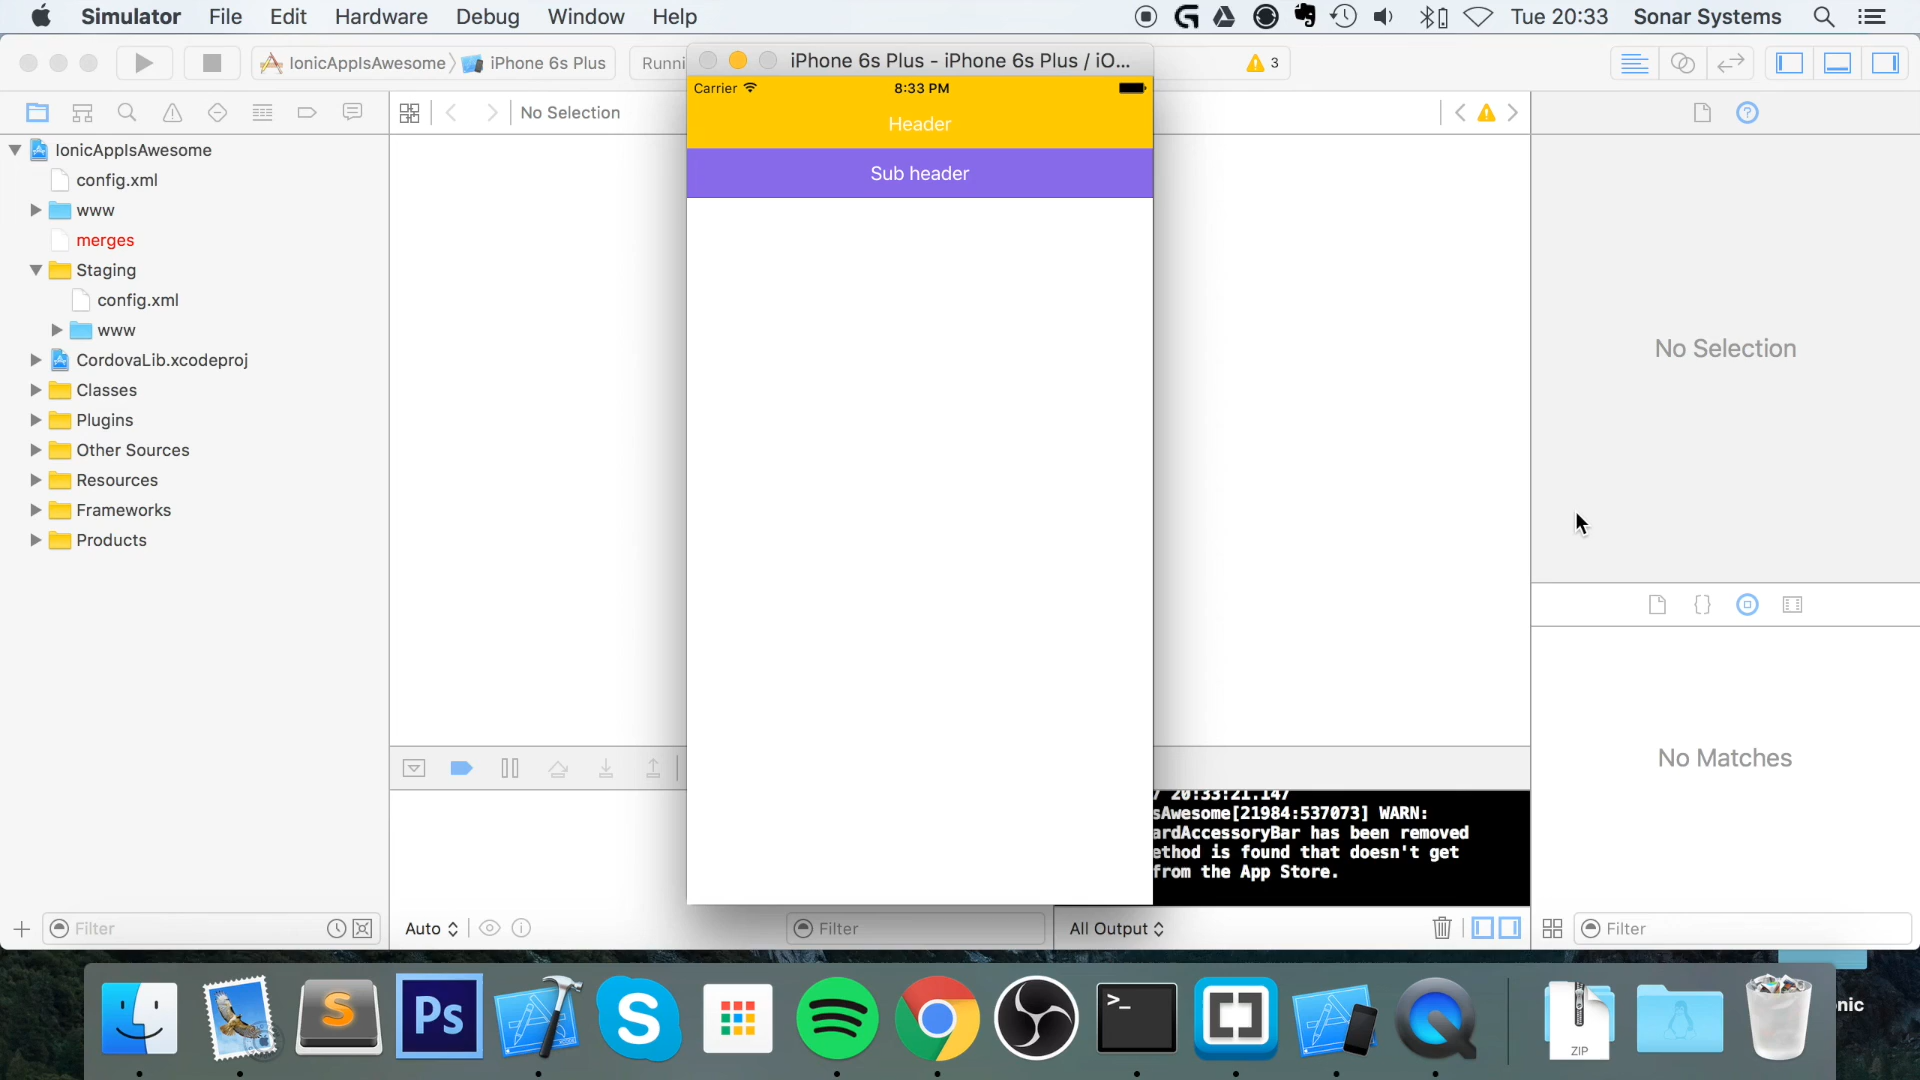 Simulator File Edit Hardware Debug Window Help Tue 20:33 Sonar Systems
IonicAppIsAwesome iPhone 6s Plus Runni 3
iPhone 6s Plus - iPhone 6s Plus / iO...
No Selection
Carrier 8:33 PM
Header
Sub header
IonicAppIsAwesome
config.xml
www
merges
Staging
config.xml
www
CordovaLib.xcodeproj
Classes
Plugins
Other Sources
Resources
Frameworks
Products
No Selection
No Matches
20:33:21.147
sAwesome[21984:537073] WARN:
ardAccessoryBar has been removed
ethod is found that doesn't get
from the App Store.
Filter Auto Filter All Output Filter
S Ps S >_ ZIP nic